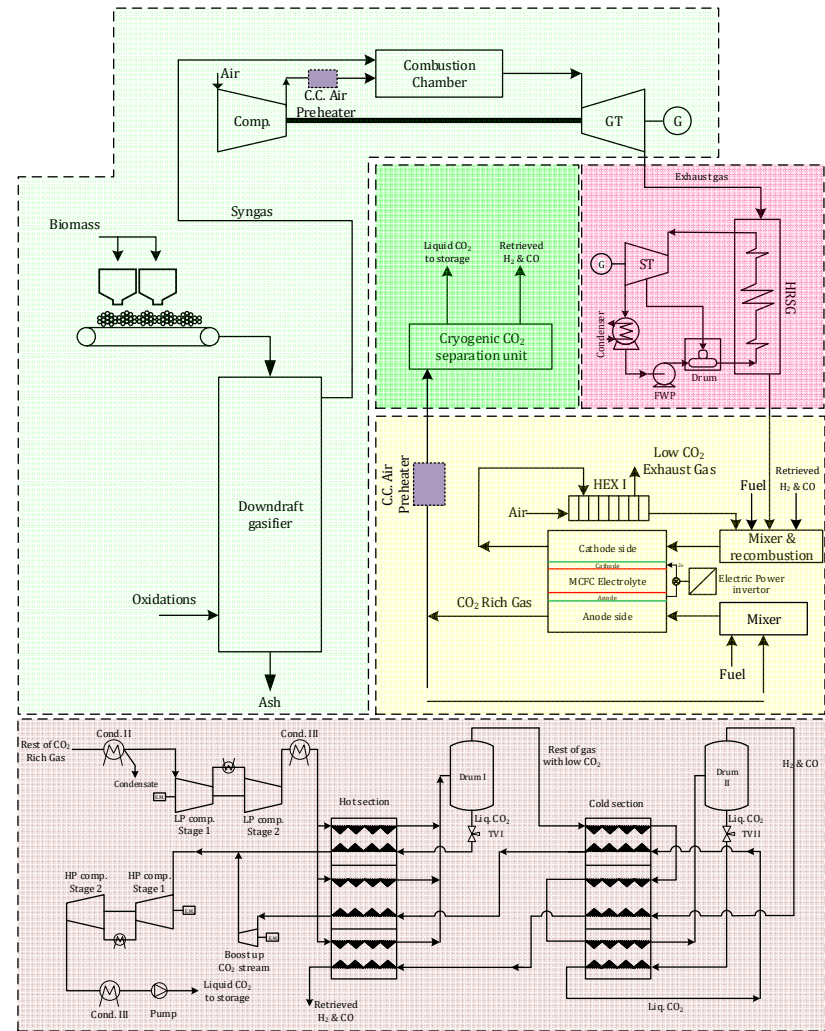 Air
C.C. Air
Preheater
Combustion
Chamber
Comp.
GT
G
Syngas
Biomass
Downdraft
gasifier
Oxidations
Ash
Liquid CO2
to storage
Retrieved
H2 & CO
Cryogenic CO2
separation unit
Exhaust gas
G
ST
HRSG
Condenser
FWP
Drum
C.C. Air
Preheater
Low CO2
Exhaust Gas
HEX I
Air
Fuel
Retrieved
H2 & CO
Mixer &
recombustion
Cathode side
Cathode
MCFC Electrolyte
Anode
Anode side
Electric Power
invertor
CO2 Rich Gas
Mixer
Fuel
Rest of CO2
Rich Gas
Cond. II
Condensate
LP comp.
Stage 1
LP comp.
Stage 2
Cond. III
Hot section
Drum I
Liq. CO2
TV I
Rest of gas
with low CO2
Cold section
Drum
II
Liq. CO2
TV II
H2 & CO
HP comp.
Stage 2
HP comp.
Stage 1
Boost up
CO2 stream
Cond. III
Pump
Liquid CO2
to storage
Retrieved
H2 & CO
Liq. CO2